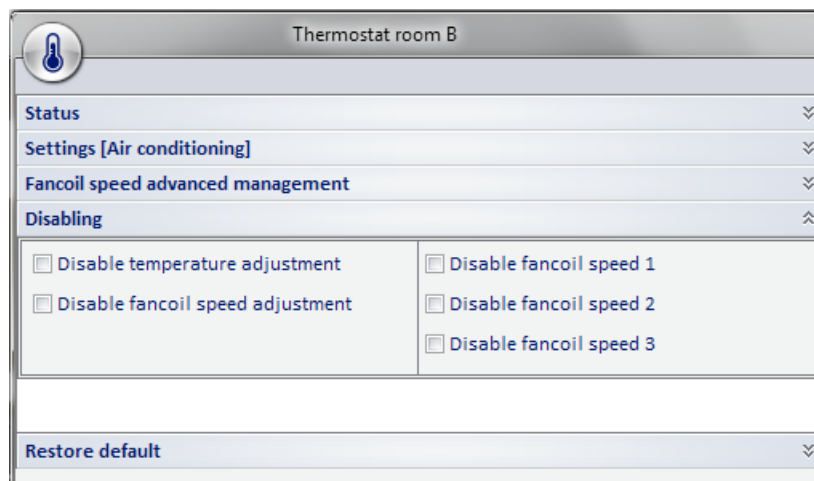 Thermostat room B
Status
Settings [Air conditioning]
Fancoil speed advanced management
Disabling
Disable temperature adjustment
Disable fancoil speed adjustment
Disable fancoil speed 1
Disable fancoil speed 2
Disable fancoil speed 3
Restore default